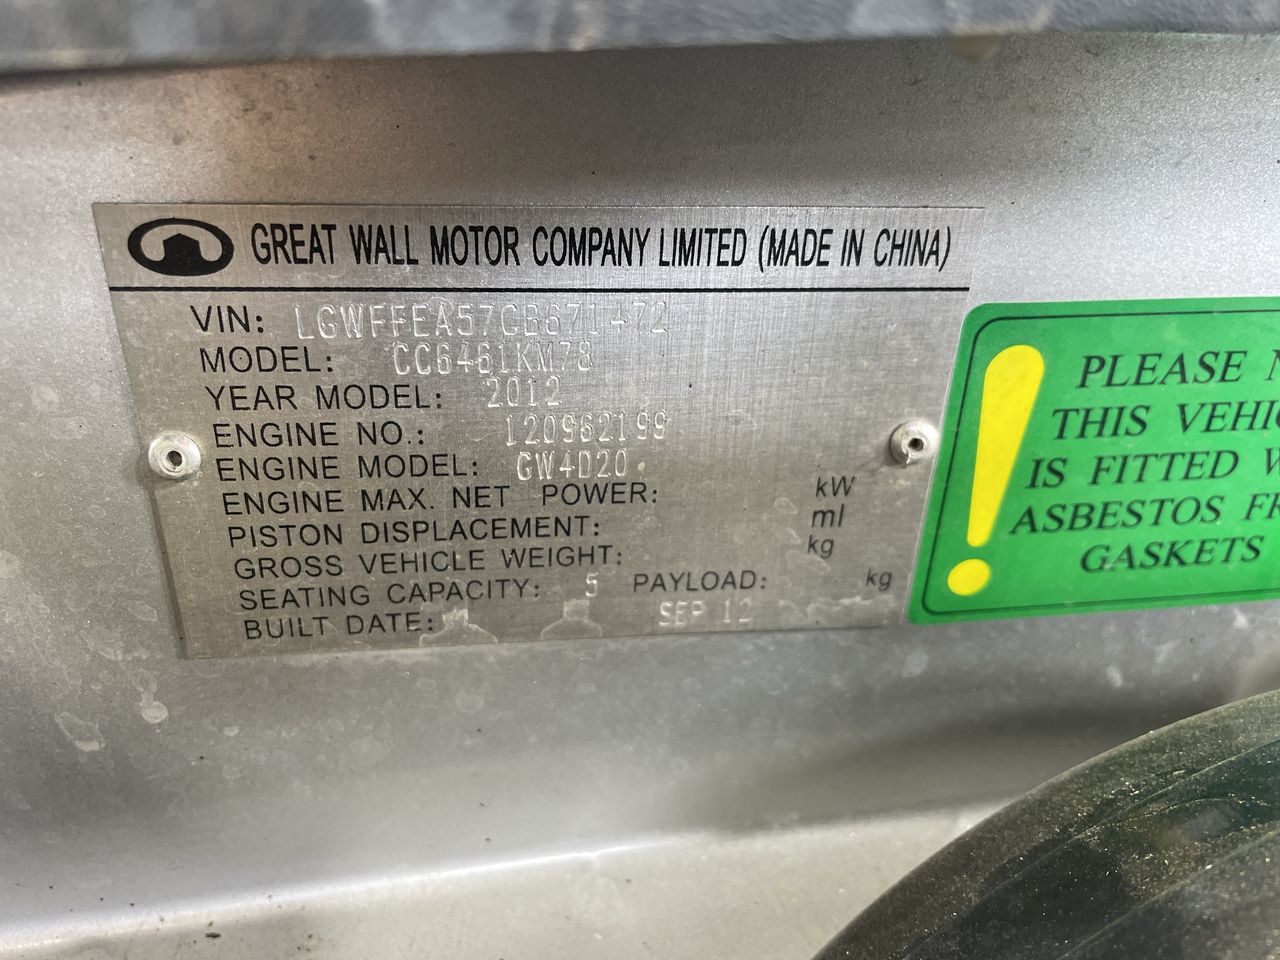 GREAT WALL MOTOR COMPANY LIMITED (MADE IN CHINA)
VIN: LGWFFEA57CB671472
MODEL: CC6461KM78
YEAR MODEL: 2012
ENGINE NO.: 120962199
ENGINE MODEL: GW4D20
ENGINE MAX. NET POWER: kW
PISTON DISPLACEMENT: ml
GROSS VEHICLE WEIGHT: kg
SEATING CAPACITY: 5 PAYLOAD: kg
BUILT DATE: SEP 12
PLEASE
THIS VEHIC
IS FITTED
ASBESTOS FR
GASKETS